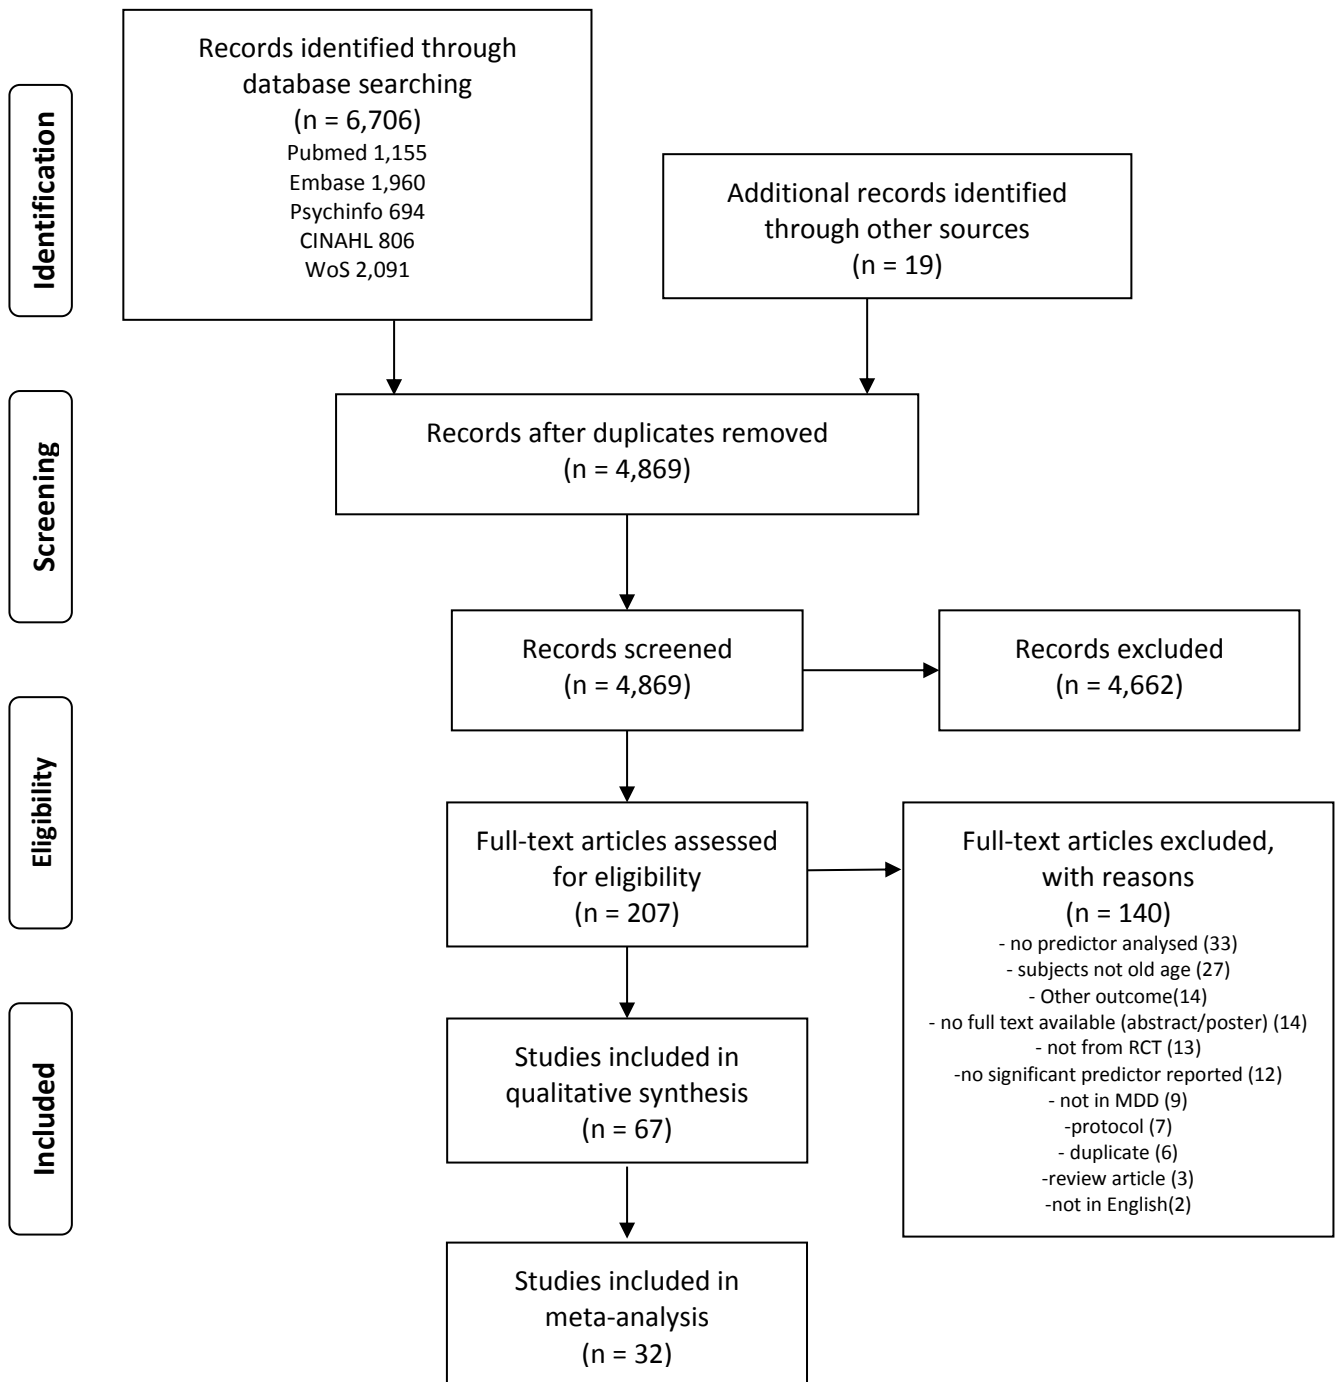 Identification
Records identified through
database searching
(n = 6,706)
Pubmed 1,155
Embase 1,960
Psychinfo 694
CINAHL 806
WoS 2,091
Additional records identified
through other sources
(n = 19)
Screening
Records after duplicates removed
(n = 4,869)
Records screened
(n = 4,869)
Records excluded
(n = 4,662)
Eligibility
Full-text articles assessed
for eligibility
(n = 207)
Full-text articles excluded,
with reasons
(n = 140)
- no predictor analysed (33)
- subjects not old age (27)
- Other outcome(14)
- no full text available (abstract/poster) (14)
- not from RCT (13)
-no significant predictor reported (12)
- not in MDD (9)
-protocol (7)
- duplicate (6)
-review article (3)
-not in English(2)
Included
Studies included in
qualitative synthesis
(n = 67)
Studies included in
meta-analysis
(n = 32)